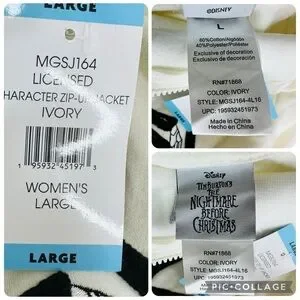 LARGE
MGSJ164
LICENSED
HARACTER ZIP-UP JACKET
IVORY
1 95932 45197 3
WOMEN'S
LARGE
LARGE
©DISNEY
L
60%Cotton/Algodón
40%Polyester/Poliéster
Exclusive of decoration
Exclusivo de decoración
RN#71868
COLOR: IVORY
STYLE: MGSJ164-4L16
UPC: 195932451973
Made in China
Hecho en China
Disney
TIM BURTON'S
THE
NIGHTMARE
BEFORE
CHRISTMAS
RN#71868
COLOR: IVORY
STYLE: MGSJ164-4L16
UPC: 195932451973
MGSJ
PIC•COLLAGE